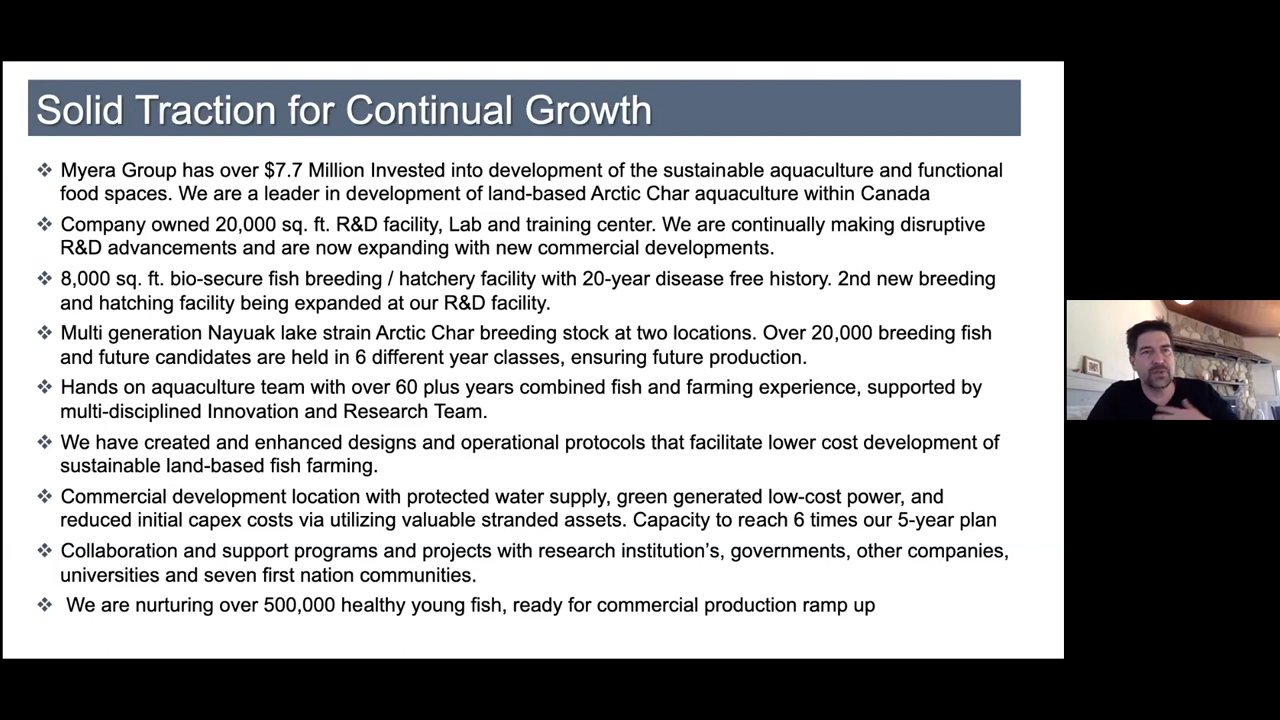 Solid Traction for Continual Growth
❖ Myera Group has over $7.7 Million Invested into development of the sustainable aquaculture and functional
food spaces. We are a leader in development of land-based Arctic Char aquaculture within Canada
❖ Company owned 20,000 sq. ft. R&D facility, Lab and training center. We are continually making disruptive
R&D advancements and are now expanding with new commercial developments.
❖ 8,000 sq. ft. bio-secure fish breeding / hatchery facility with 20-year disease free history. 2nd new breeding
and hatching facility being expanded at our R&D facility.
❖ Multi generation Nayuak lake strain Arctic Char breeding stock at two locations. Over 20,000 breeding fish
and future candidates are held in 6 different year classes, ensuring future production.
❖ Hands on aquaculture team with over 60 plus years combined fish and farming experience, supported by
multi-disciplined Innovation and Research Team.
❖ We have created and enhanced designs and operational protocols that facilitate lower cost development of
sustainable land-based fish farming.
❖ Commercial development location with protected water supply, green generated low-cost power, and
reduced initial capex costs via utilizing valuable stranded assets. Capacity to reach 6 times our 5-year plan
❖ Collaboration and support programs and projects with research institution's, governments, other companies,
universities and seven first nation communities.
❖ We are nurturing over 500,000 healthy young fish, ready for commercial production ramp up